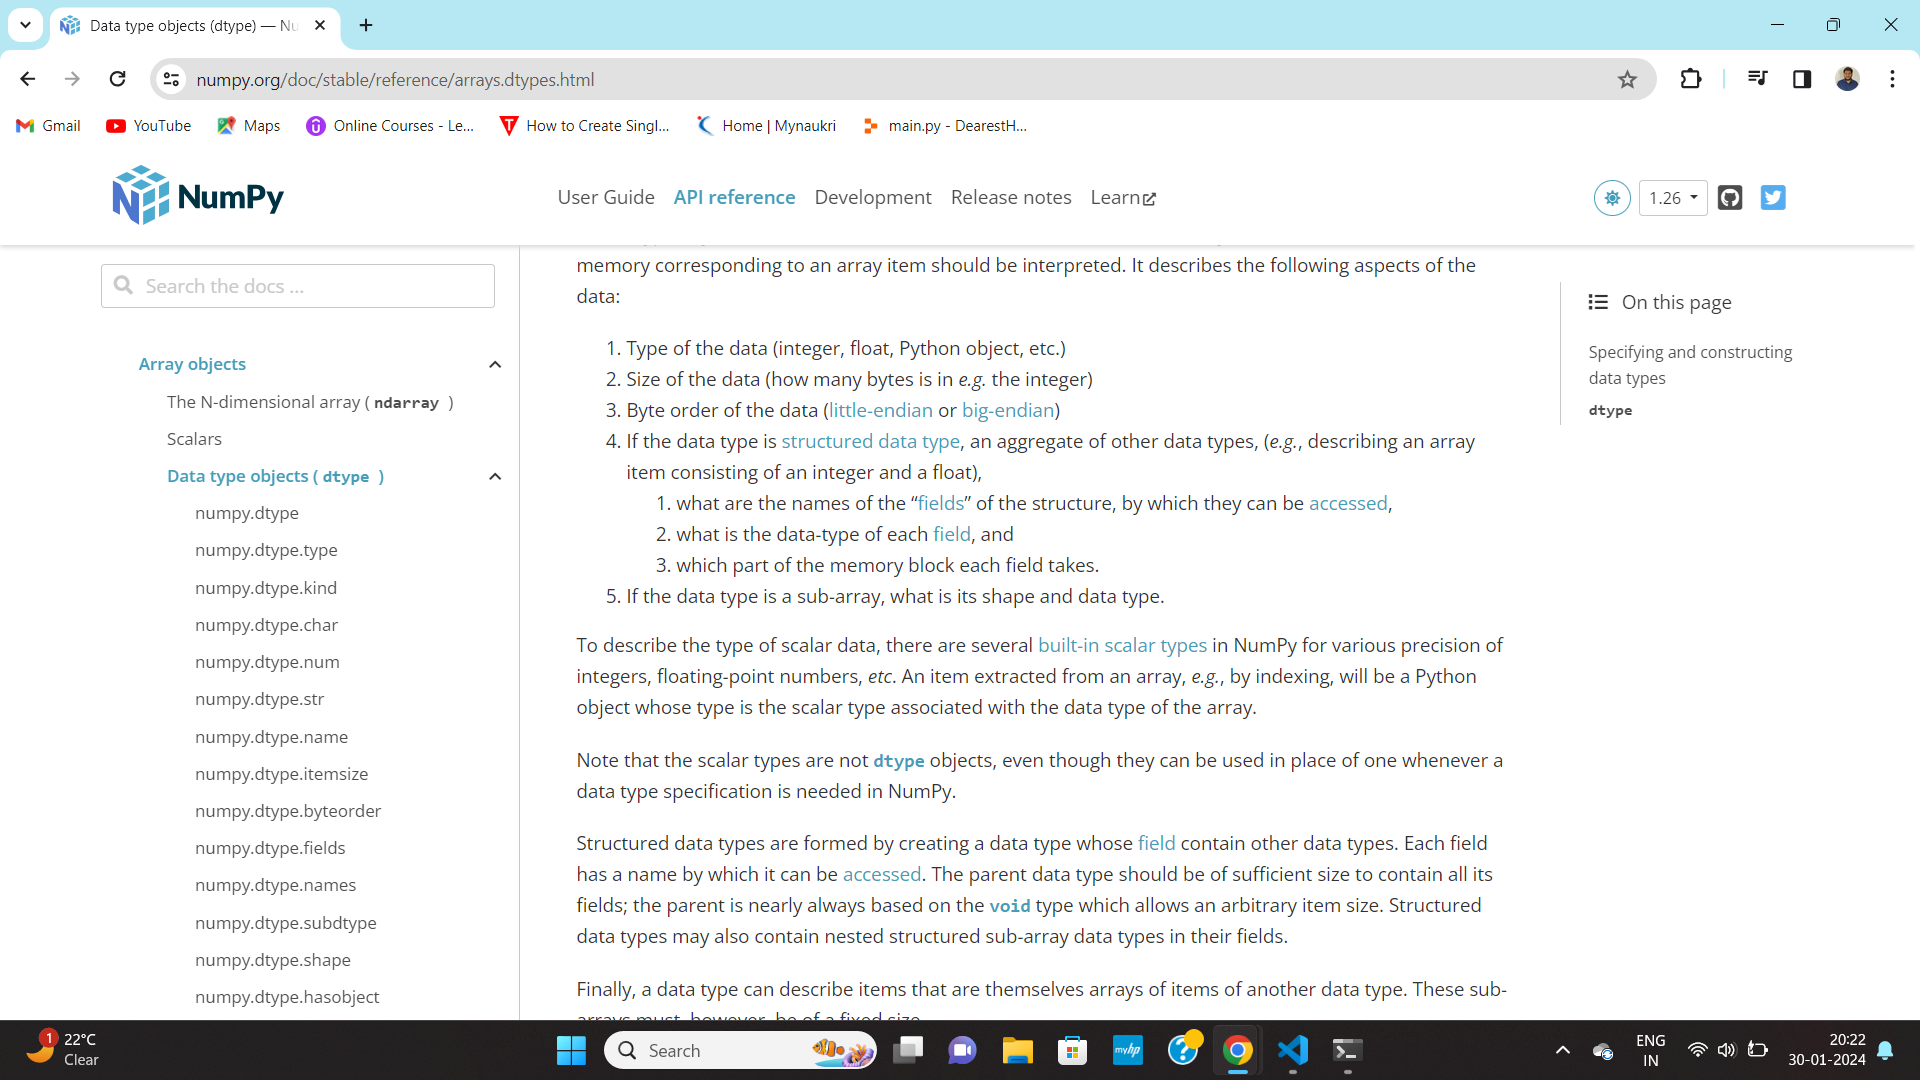 Data type objects (dtype) — Nu
numpy.org/doc/stable/reference/arrays.dtypes.html
Gmail YouTube Maps Online Courses - Le... How to Create Singl... Home | Mynaukri main.py - DearestH...
NumPy
User Guide API reference Development Release notes Learn
1.26
Search the docs ...
Array objects
The N-dimensional array ( ndarray )
Scalars
Data type objects ( dtype )
numpy.dtype
numpy.dtype.type
numpy.dtype.kind
numpy.dtype.char
numpy.dtype.num
numpy.dtype.str
numpy.dtype.name
numpy.dtype.itemsize
numpy.dtype.byteorder
numpy.dtype.fields
numpy.dtype.names
numpy.dtype.subdtype
numpy.dtype.shape
numpy.dtype.hasobject
memory corresponding to an array item should be interpreted. It describes the following aspects of the
data:
1. Type of the data (integer, float, Python object, etc.)
2. Size of the data (how many bytes is in e.g. the integer)
3. Byte order of the data (little-endian or big-endian)
4. If the data type is structured data type, an aggregate of other data types, (e.g., describing an array
item consisting of an integer and a float),
1. what are the names of the “fields” of the structure, by which they can be accessed,
2. what is the data-type of each field, and
3. which part of the memory block each field takes.
5. If the data type is a sub-array, what is its shape and data type.
To describe the type of scalar data, there are several built-in scalar types in NumPy for various precision of
integers, floating-point numbers, etc. An item extracted from an array, e.g., by indexing, will be a Python
object whose type is the scalar type associated with the data type of the array.
Note that the scalar types are not dtype objects, even though they can be used in place of one whenever a
data type specification is needed in NumPy.
Structured data types are formed by creating a data type whose field contain other data types. Each field
has a name by which it can be accessed. The parent data type should be of sufficient size to contain all its
fields; the parent is nearly always based on the void type which allows an arbitrary item size. Structured
data types may also contain nested structured sub-array data types in their fields.
Finally, a data type can describe items that are themselves arrays of items of another data type. These sub-
arrays must, however, be of a fixed size.
On this page
Specifying and constructing
data types
dtype
1
22°C
Clear
Search
myhp
ENG
IN
20:22
30-01-2024